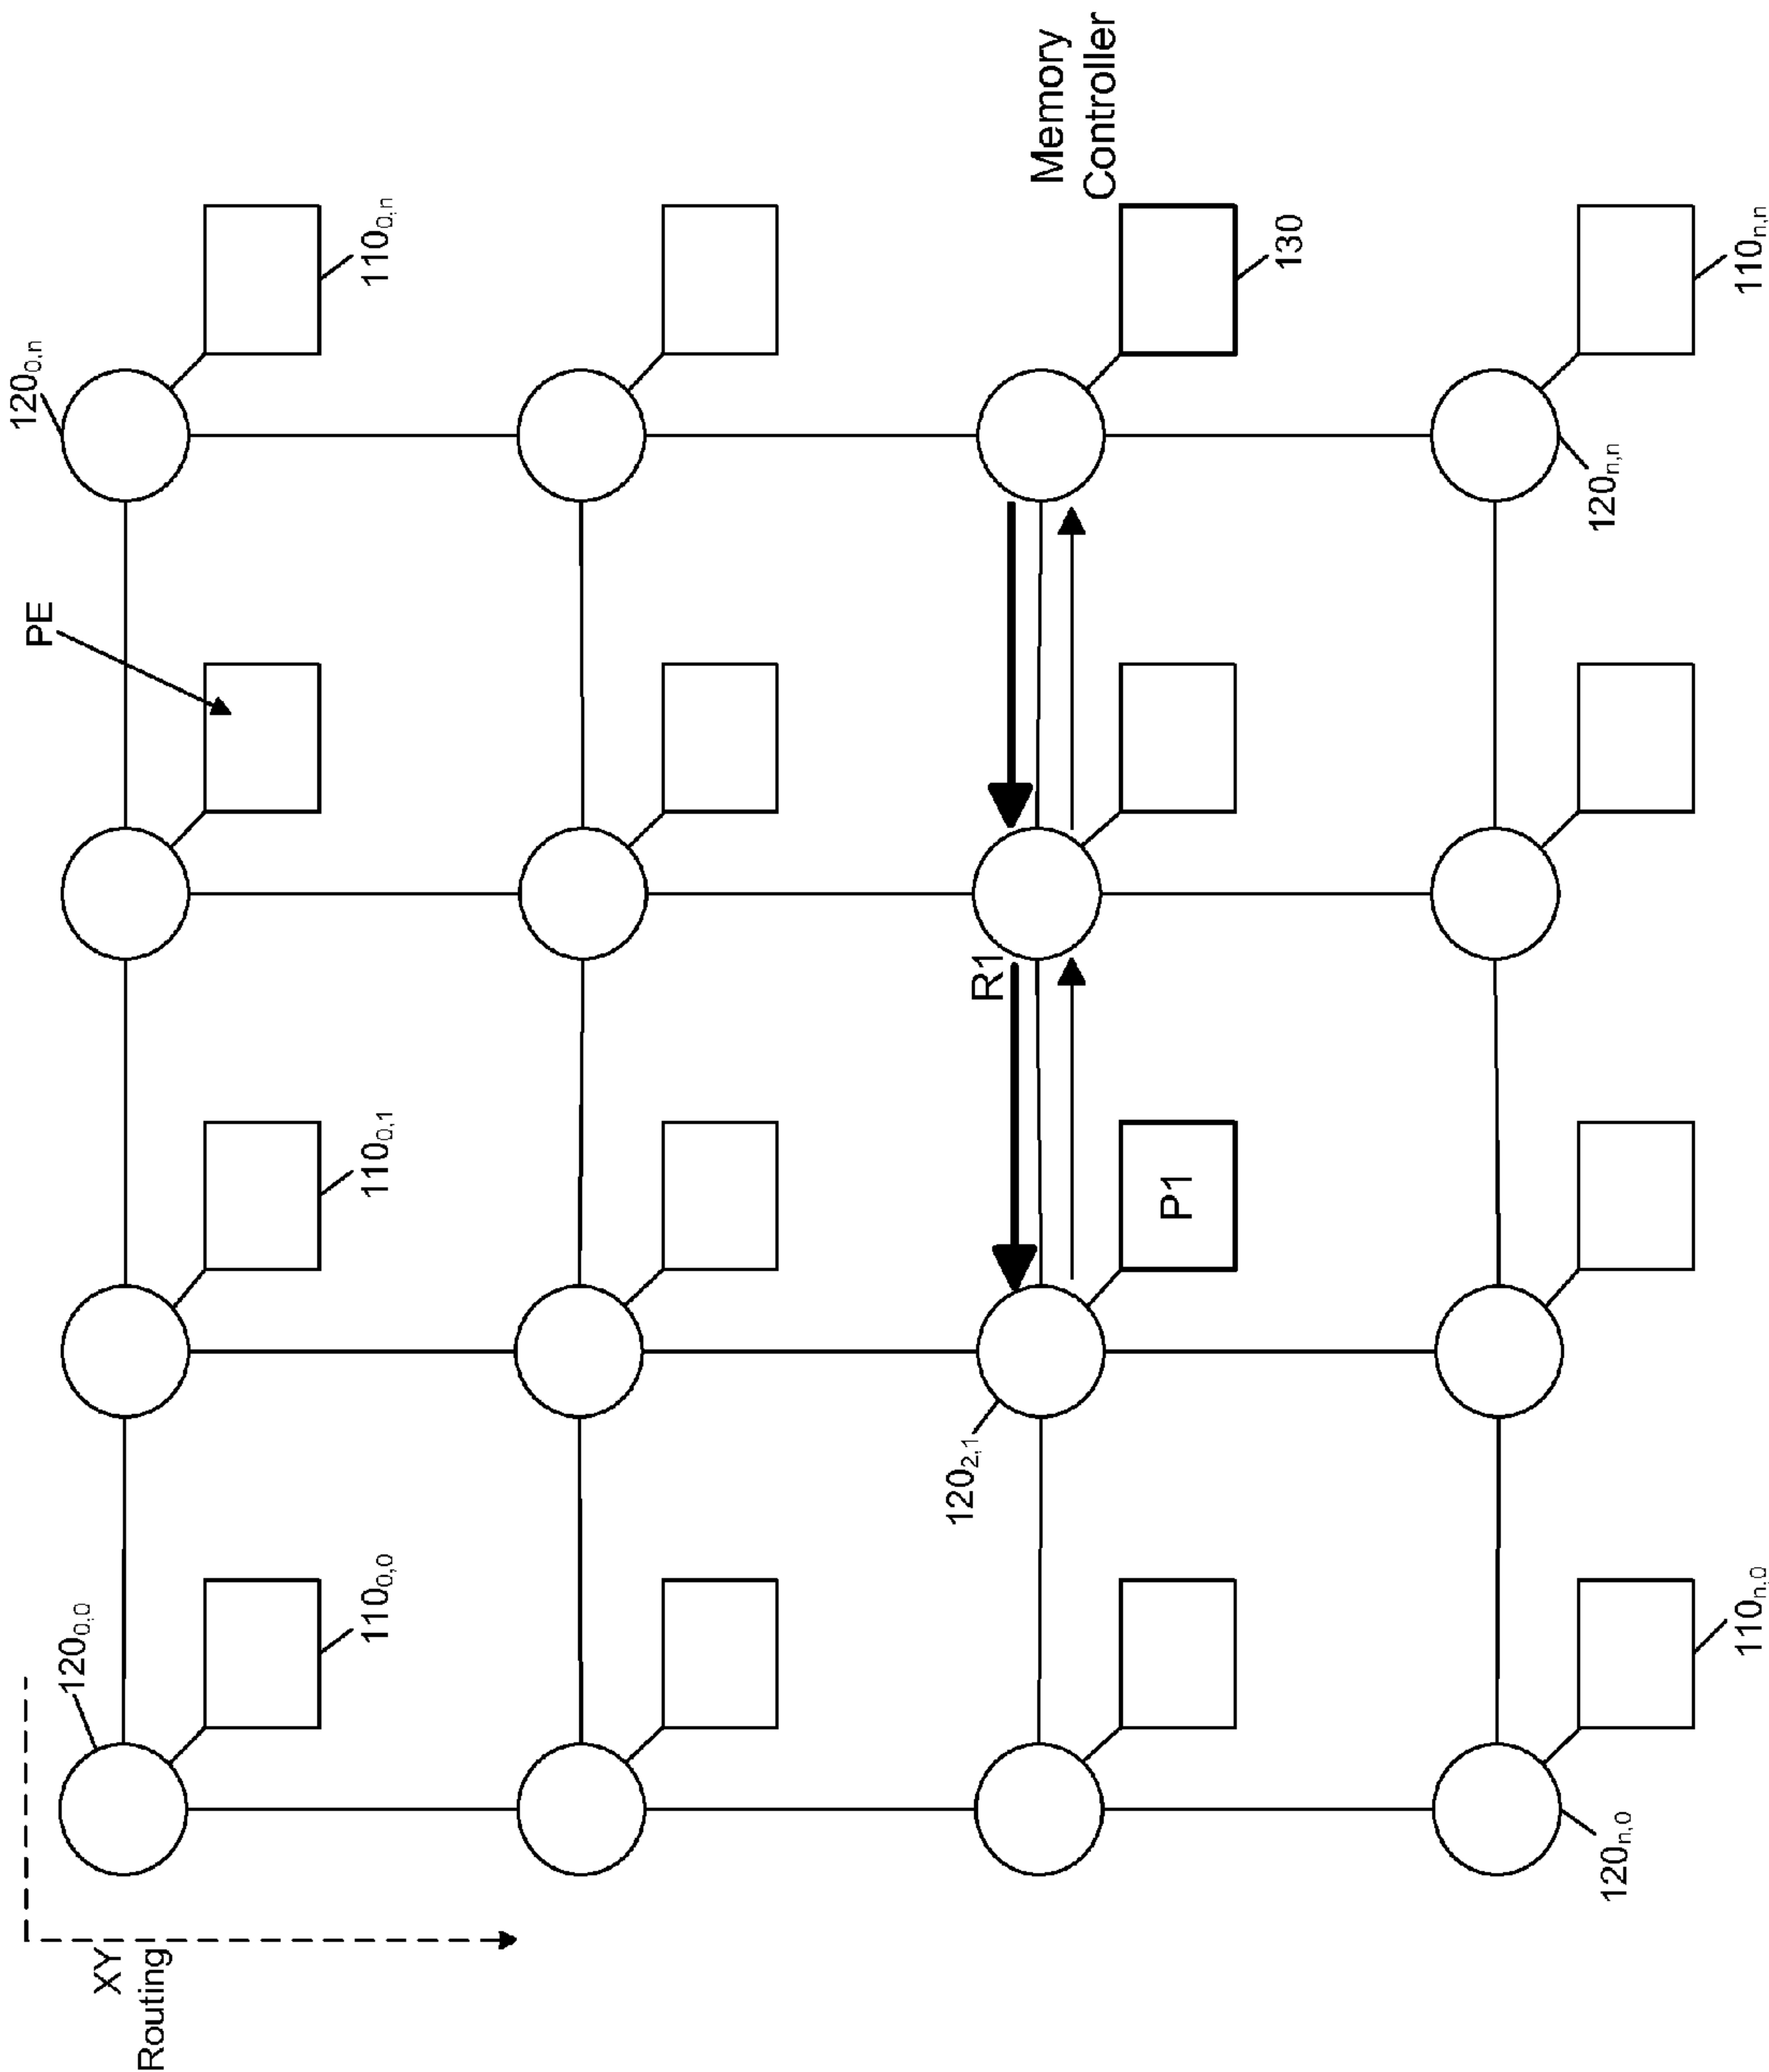 XY
Routing
120₀,₀
PE
120₀,ₙ
110₀,₀
110₀,₁
110₀,ₙ
120₂,₁
R1
Memory
Controller
P1
130
120ₙ,₀
120ₙ,ₙ
110ₙ,₀
110ₙ,ₙ